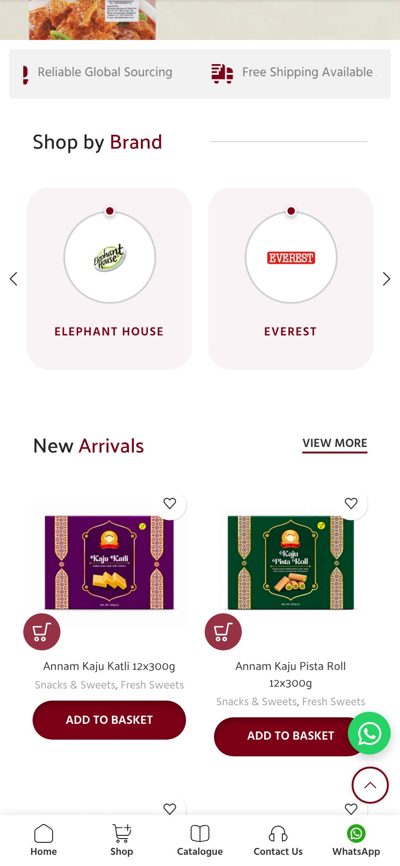 Reliable Global Sourcing
Free Shipping Available
Shop by Brand
Elephant House
EVEREST
ELEPHANT HOUSE
EVEREST
New Arrivals
VIEW MORE
Kaju Katli
Kaju
Pista Roll
Annam Kaju Katli 12x300g
Snacks & Sweets, Fresh Sweets
ADD TO BASKET
Annam Kaju Pista Roll
12x300g
Snacks & Sweets, Fresh Sweets
ADD TO BASKET
Home
Shop
Catalogue
Contact Us
WhatsApp